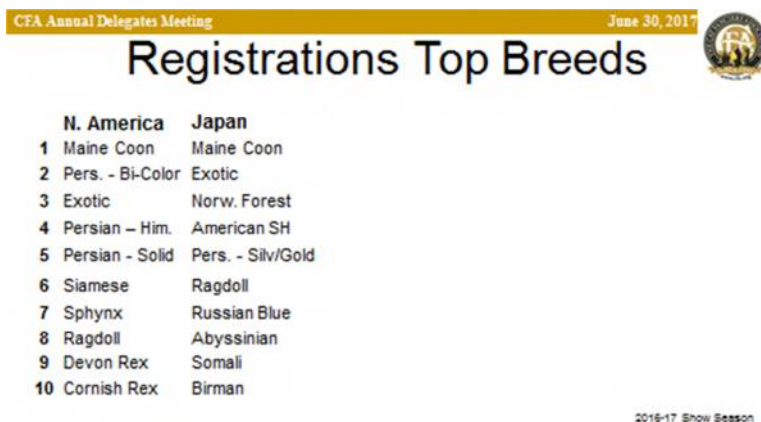 CFA Annual Delegates Meeting June 30, 2017
Registrations Top Breeds
N. America Japan
1 Maine Coon Maine Coon
2 Pers. - Bi-Color Exotic
3 Exotic Norw. Forest
4 Persian – Him. American SH
5 Persian - Solid Pers. - Silv/Gold
6 Siamese Ragdoll
7 Sphynx Russian Blue
8 Ragdoll Abyssinian
9 Devon Rex Somali
10 Cornish Rex Birman
2016-17 Show Season